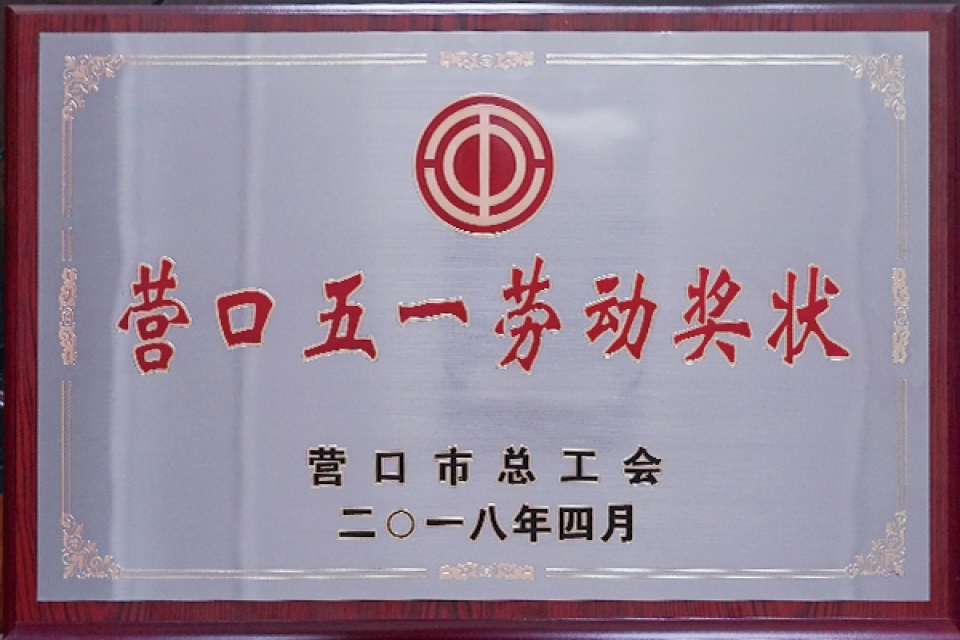 营口五一劳动奖状
营口市总工会
二〇一八年四月